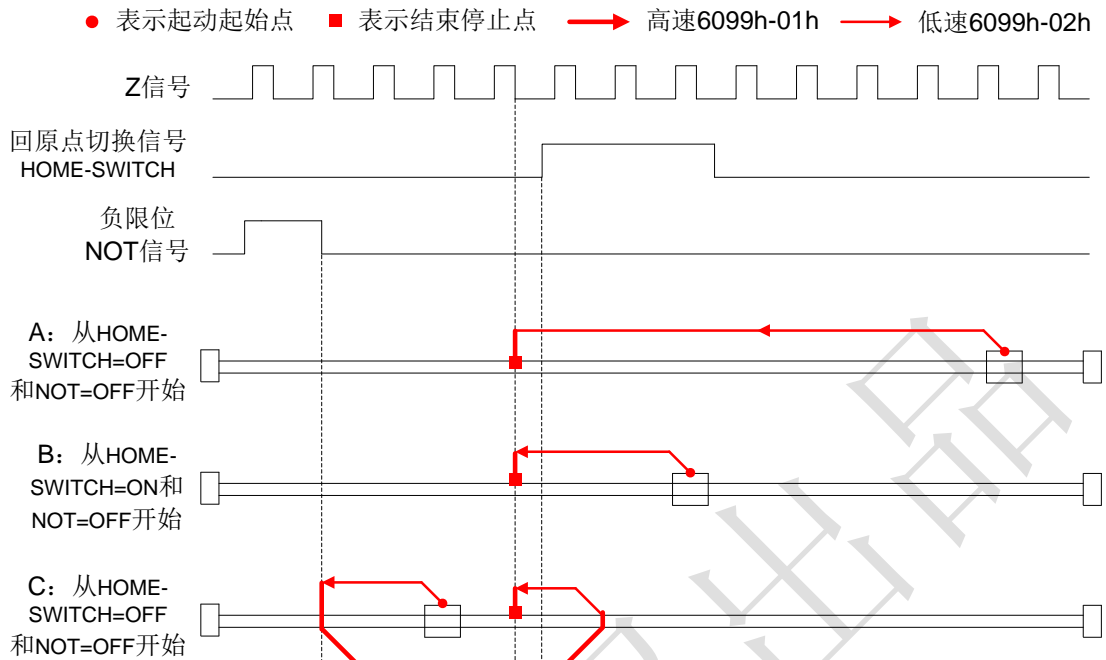 表示起动起始点 表示结束停止点 高速6099h-01h 低速6099h-02h
Z信号
回原点切换信号
HOME-SWITCH
负限位
NOT信号
A：从HOME-
SWITCH=OFF
和NOT=OFF开始
B：从HOME-
SWITCH=ON和
NOT=OFF开始
C：从HOME-
SWITCH=OFF
和NOT=OFF开始
出品